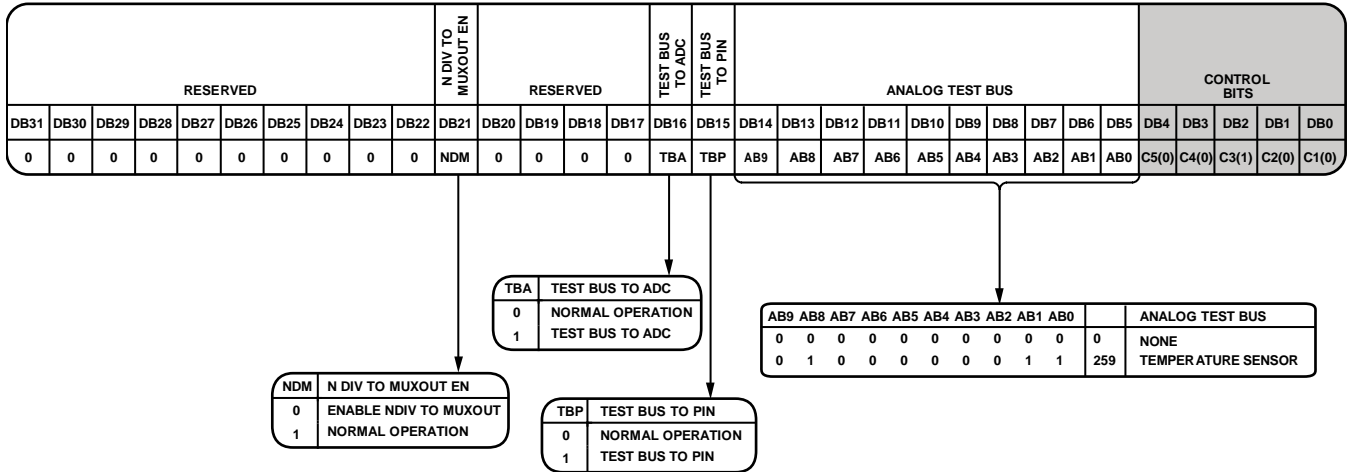 RESERVED
N DIV TO
MUXOUT EN
RESERVED
TEST BUS
TO ADC
TEST BUS
TO PIN
ANALOG TEST BUS
CONTROL
BITS
DB31 DB30 DB29 DB28 DB27 DB26 DB25 DB24 DB23 DB22 DB21 DB20 DB19 DB18 DB17 DB16 DB15 DB14 DB13 DB12 DB11 DB10 DB9 DB8 DB7 DB6 DB5 DB4 DB3 DB2 DB1 DB0
0 0 0 0 0 0 0 0 0 0 NDM 0 0 0 0 TBA TBP AB9 AB8 AB7 AB6 AB5 AB4 AB3 AB2 AB1 AB0 C5(0) C4(0) C3(1) C2(0) C1(0)
TBA TEST BUS TO ADC
0 NORMAL OPERATION
1 TEST BUS TO ADC
AB9 AB8 AB7 AB6 AB5 AB4 AB3 AB2 AB1 AB0 ANALOG TEST BUS
0 0 0 0 0 0 0 0 0 0 0 NONE
0 1 0 0 0 0 0 0 1 1 259 TEMPERATURE SENSOR
NDM N DIV TO MUXOUT EN
0 ENABLE NDIV TO MUXOUT
1 NORMAL OPERATION
TBP TEST BUS TO PIN
0 NORMAL OPERATION
1 TEST BUS TO PIN